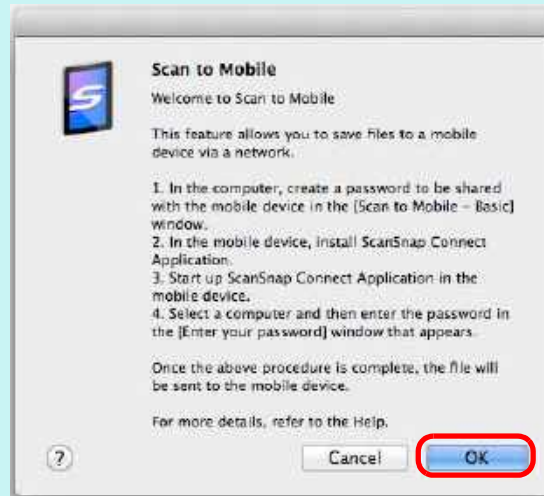 Scan to Mobile
Welcome to Scan to Mobile
This feature allows you to save files to a mobile
device via a network.
1. In the computer, create a password to be shared
with the mobile device in the [Scan to Mobile – Basic]
window.
2. In the mobile device, install ScanSnap Connect
Application.
3. Start up ScanSnap Connect Application in the
mobile device.
4. Select a computer and then enter the password in
the [Enter your password] window that appears.
Once the above procedure is complete, the file will
be sent to the mobile device.
For more details, refer to the Help.
? Cancel OK